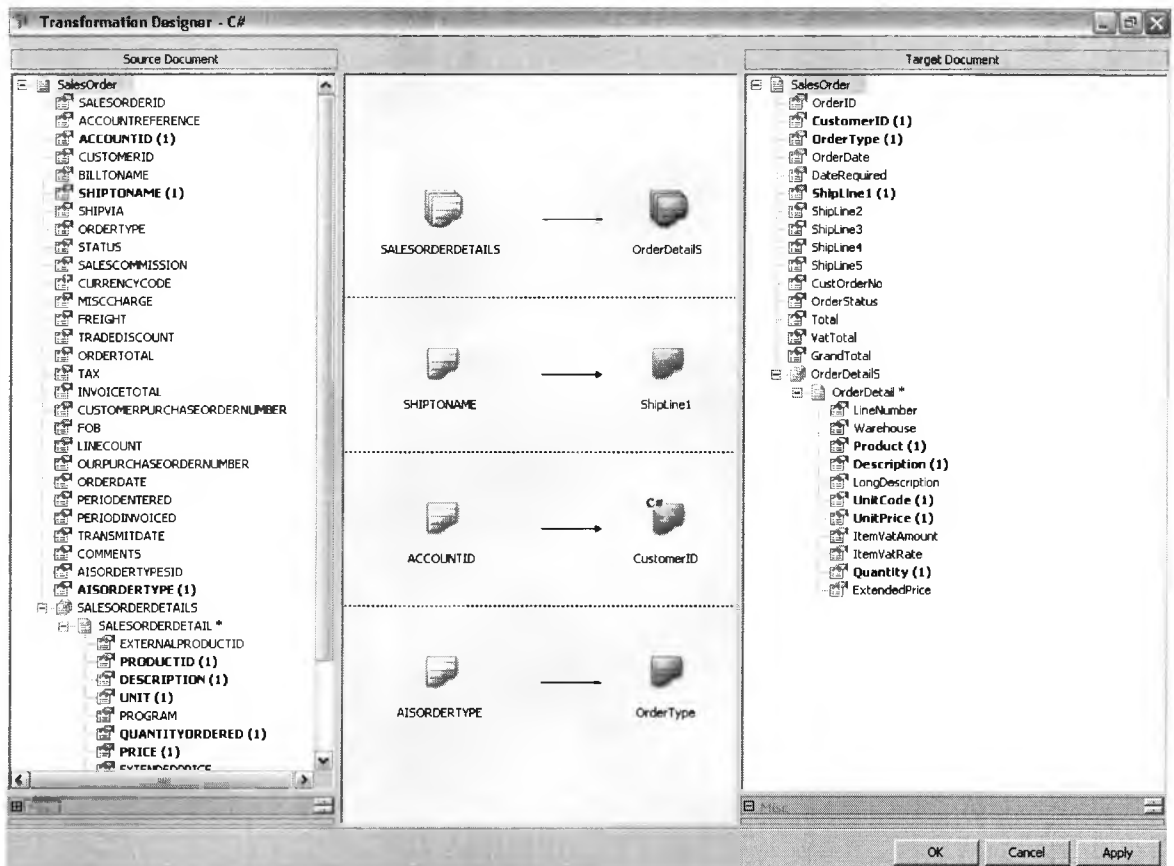 Transformation Designer - C#
Source Document
SalesOrder
SALESORDERID
ACCOUNTREFERENCE
ACCOUNTID (1)
CUSTOMERID
BILLTONAME
SHIPTONAME (1)
SHIPVIA
ORDERTYPE
STATUS
SALESCOMMISSION
CURRENCYCODE
MISCCHARGE
FREIGHT
TRADEDISCOUNT
ORDERTOTAL
TAX
INVOICETOTAL
CUSTOMERPURCHASEORDERNUMBER
FOB
LINECOUNT
OURPURCHASEORDERNUMBER
ORDERDATE
PERIODENTERED
PERIODINVOICED
TRANSMITDATE
COMMENTS
AISORDERTYPESID
AISORDERTYPE (1)
SALESORDERDETAILS
SALESORDERDETAIL *
EXTERNALPRODUCTID
PRODUCTID (1)
DESCRIPTION (1)
UNIT (1)
PROGRAM
QUANTITYORDERED (1)
PRICE (1)
EXTENDEDPRICE
SALESORDERDETAILS
OrderDetailS
SHIPTONAME
ShipLine1
C#
ACCOUNTID
CustomerID
AISORDERTYPE
OrderType
Target Document
SalesOrder
OrderID
CustomerID (1)
OrderType (1)
OrderDate
DateRequired
ShipLine1 (1)
ShipLine2
ShipLine3
ShipLine4
ShipLine5
CustOrderNo
OrderStatus
Total
VatTotal
GrandTotal
OrderDetailS
OrderDetail *
LineNumber
Warehouse
Product (1)
Description (1)
LongDescription
UnitCode (1)
UnitPrice (1)
ItemVatAmount
ItemVatRate
Quantity (1)
ExtendedPrice
Misc
OK
Cancel
Apply